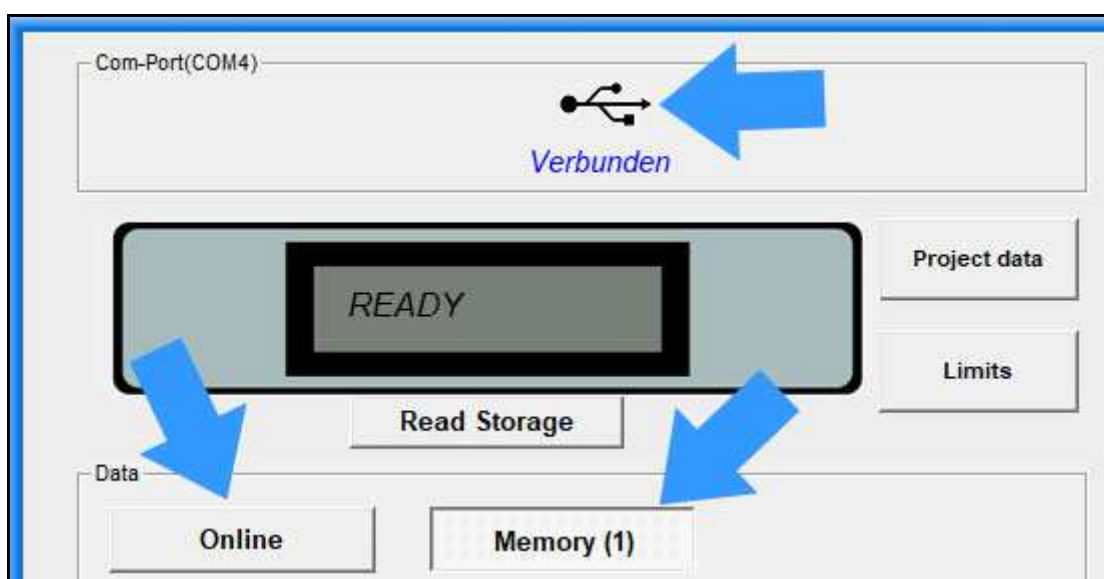 Com-Port(COM4)
Verbunden
READY
Project data
Limits
Read Storage
Data
Online
Memory (1)